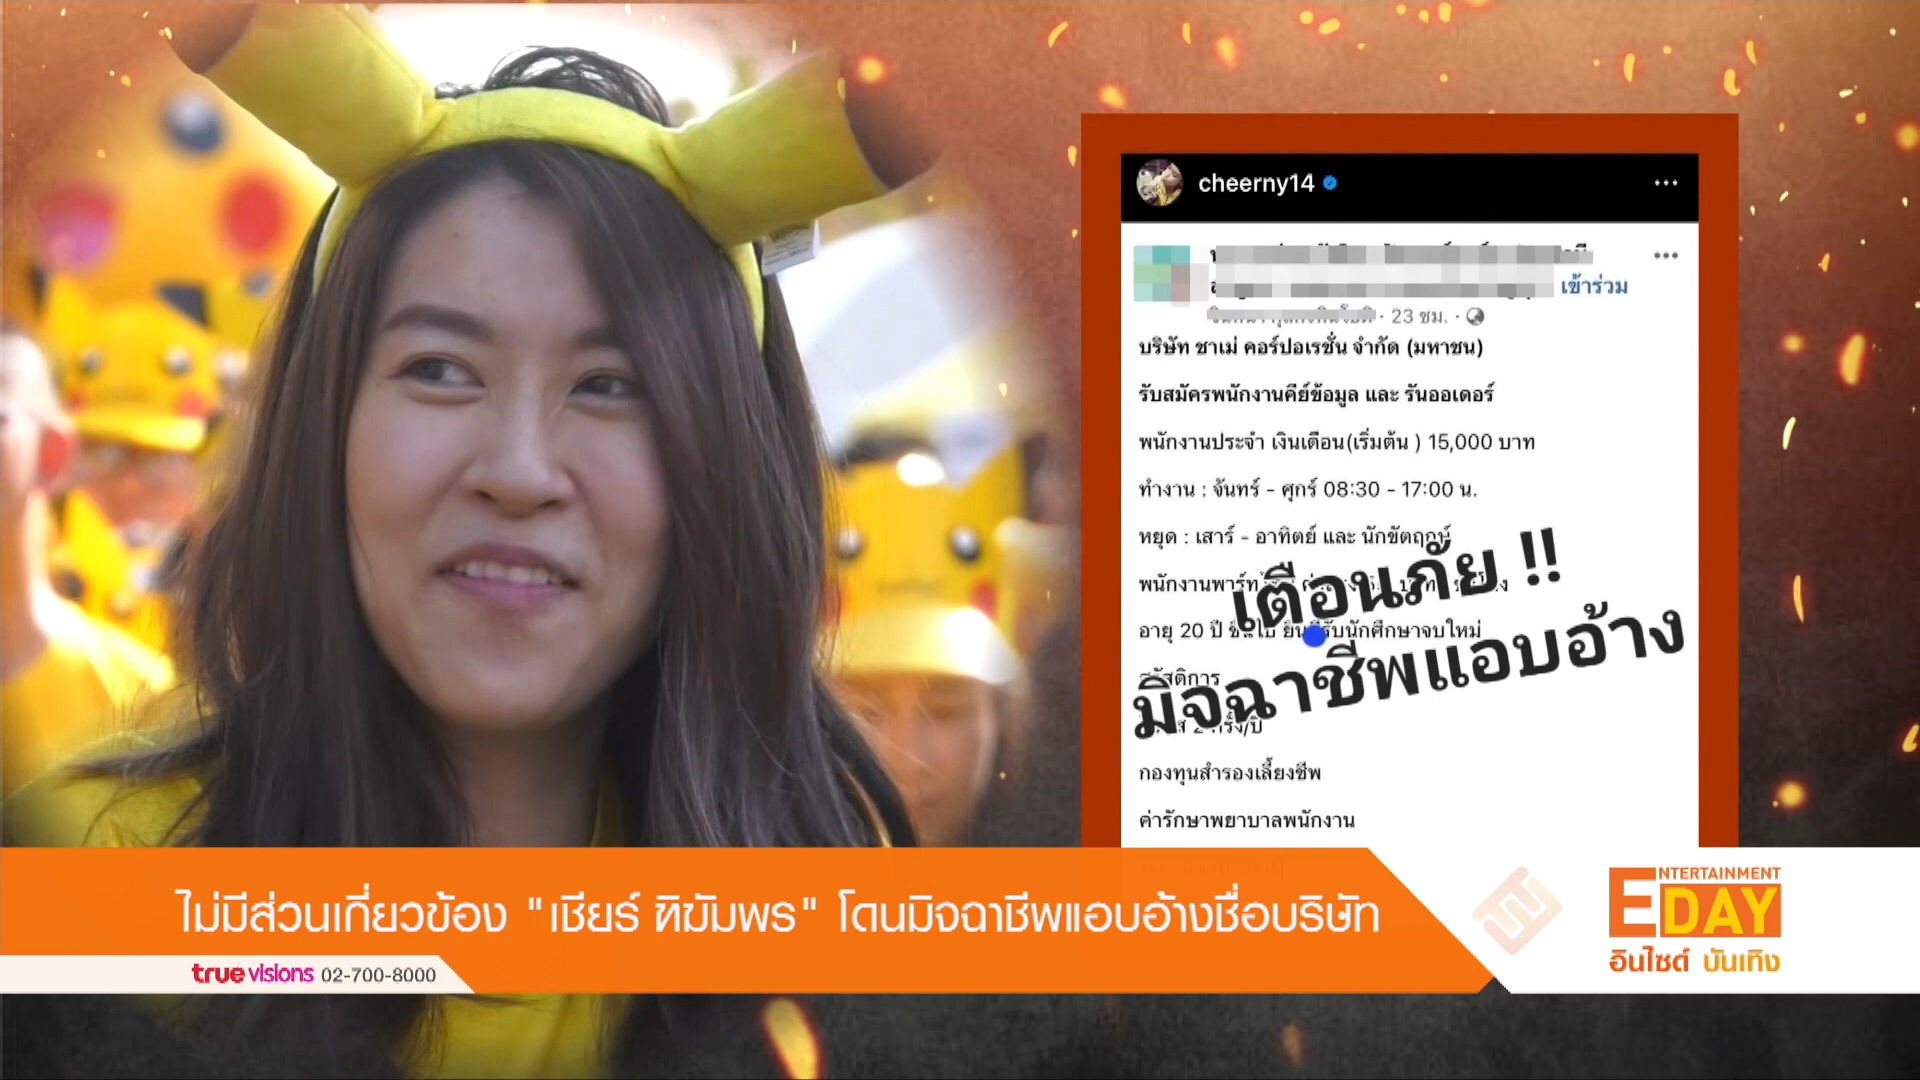 cheerny14
เข้าร่วม
23 ชม.
บริษัท ชาเม่ คอร์ปอเรชั่น จำกัด (มหาชน)
รับสมัครพนักงานคีย์ข้อมูล และ รันออเดอร์
พนักงานประจำ เงินเดือน(เริ่มต้น ) 15,000 บาท
ทำงาน : จันทร์ - ศุกร์ 08:30 - 17:00 น.
หยุด : เสาร์ - อาทิตย์ และ นักขัตฤกษ์
เตือนภัย !!
อายุ 20 ปี
มิจฉาชีพแอบอ้าง
กองทุนสำรองเลี้ยงชีพ
ค่ารักษาพยาบาลพนักงาน
ไม่มีส่วนเกี่ยวข้อง "เชียร์ ฑิฆัมพร" โดนมิจฉาชีพแอบอ้างชื่อบริษัท
truevisions 02-700-8000
ENTERTAINMENT
DAY
อินไซด์ บันเทิง